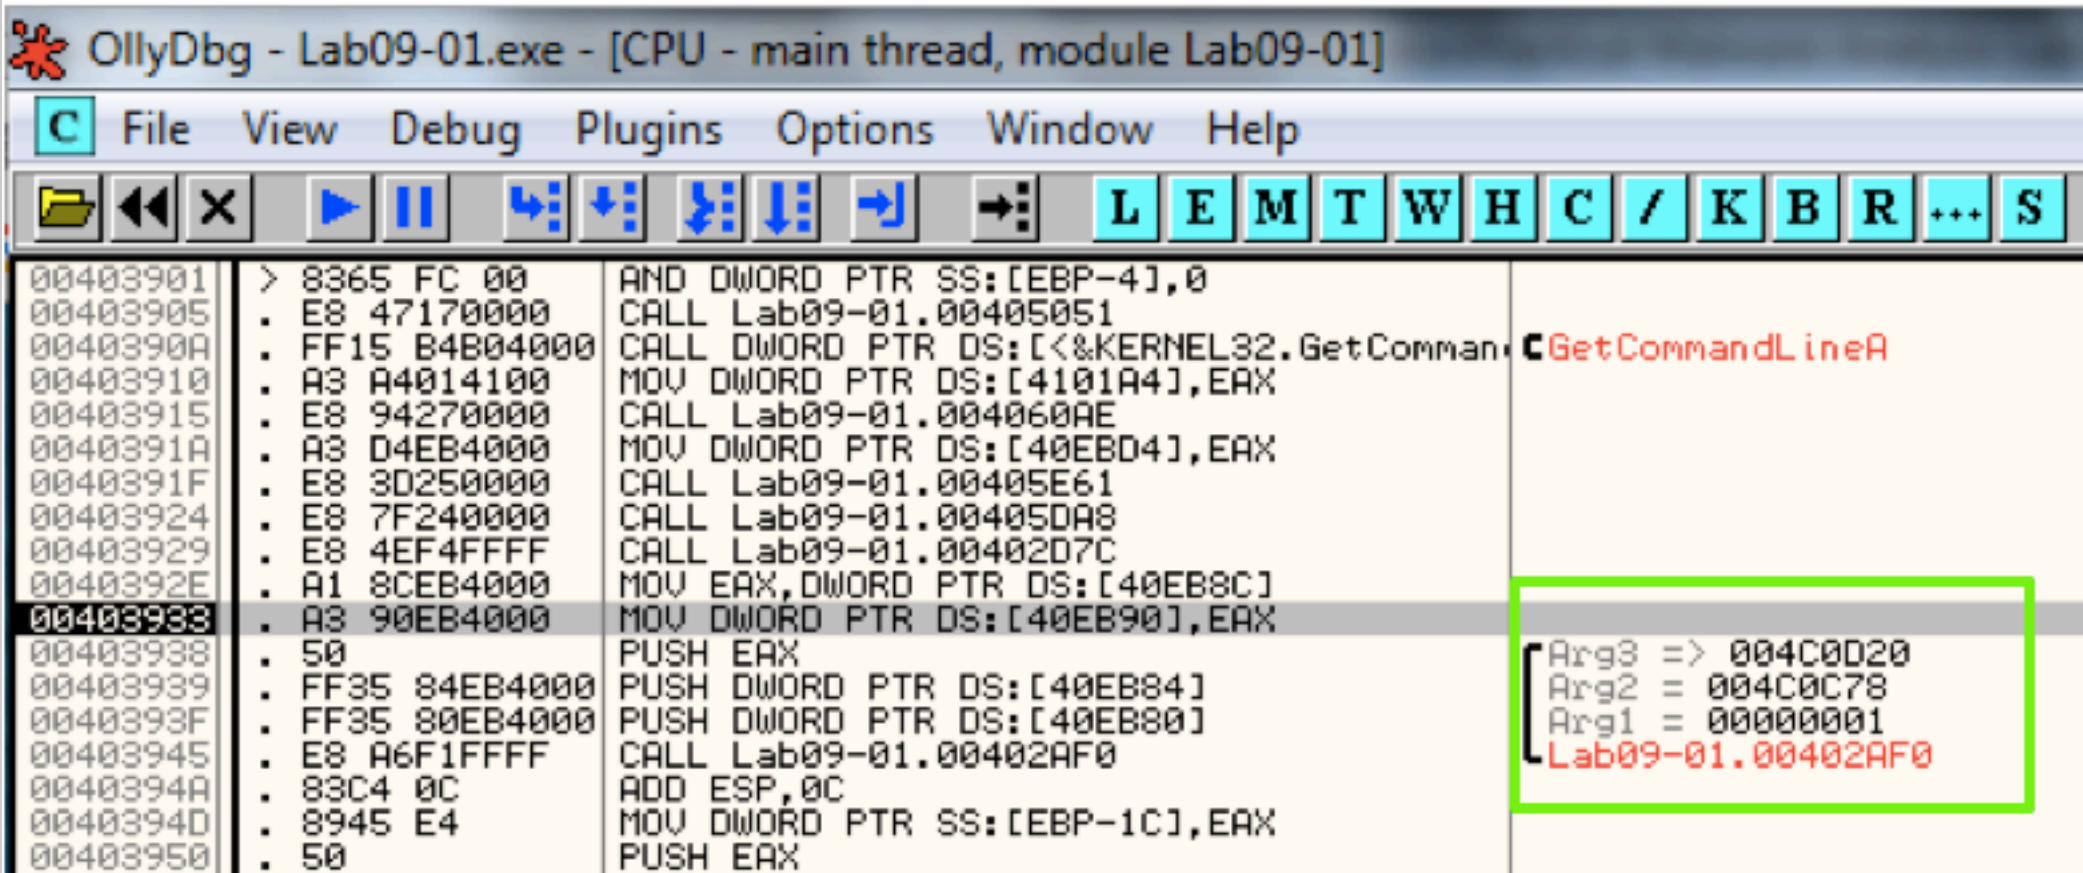 OllyDbg - Lab09-01.exe - [CPU - main thread, module Lab09-01]
C File View Debug Plugins Options Window Help
L E M T W H C / K B R ... S
00403901 > 8365 FC 00 AND DWORD PTR SS:[EBP-4],0
00403905 . E8 47170000 CALL Lab09-01.00405051
0040390A . FF15 B4B04000 CALL DWORD PTR DS:[<&KERNEL32.GetComman GetCommandLineA
00403910 . A3 A4014100 MOV DWORD PTR DS:[4101A4],EAX
00403915 . E8 94270000 CALL Lab09-01.004060AE
0040391A . A3 D4EB4000 MOV DWORD PTR DS:[40EBD4],EAX
0040391F . E8 3D250000 CALL Lab09-01.00405E61
00403924 . E8 7F240000 CALL Lab09-01.00405DA8
00403929 . E8 4EF4FFFF CALL Lab09-01.00402D7C
0040392E . A1 8CEB4000 MOV EAX,DWORD PTR DS:[40EB8C]
00403933 . A3 90EB4000 MOV DWORD PTR DS:[40EB90],EAX
00403938 . 50 PUSH EAX Arg3 => 004C0D20
00403939 . FF35 84EB4000 PUSH DWORD PTR DS:[40EB84] Arg2 = 004C0C78
0040393F . FF35 80EB4000 PUSH DWORD PTR DS:[40EB80] Arg1 = 00000001
00403945 . E8 A6F1FFFF CALL Lab09-01.00402AF0 Lab09-01.00402AF0
0040394A . 83C4 0C ADD ESP,0C
0040394D . 8945 E4 MOV DWORD PTR SS:[EBP-1C],EAX
00403950 . 50 PUSH EAX